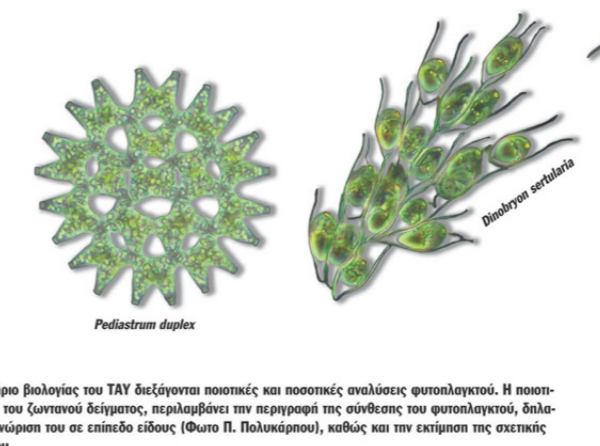 Dinobryon sertularia
Pediastrum duplex
ριο βιολογίας του ΤΑΥ διεξάγονται ποιοτικές και ποσοτικές αναλύσεις φυτοπλαγκτού. Η ποιοτι-
του ζωντανού δείγματος, περιλαμβάνει την περιγραφή της σύνθεσης του φυτοπλαγκτού, δηλα-
νώριση του σε επίπεδο είδους (Φωτο Π. Πολυκάρπου), καθώς και την εκτίμηση της σχετικής